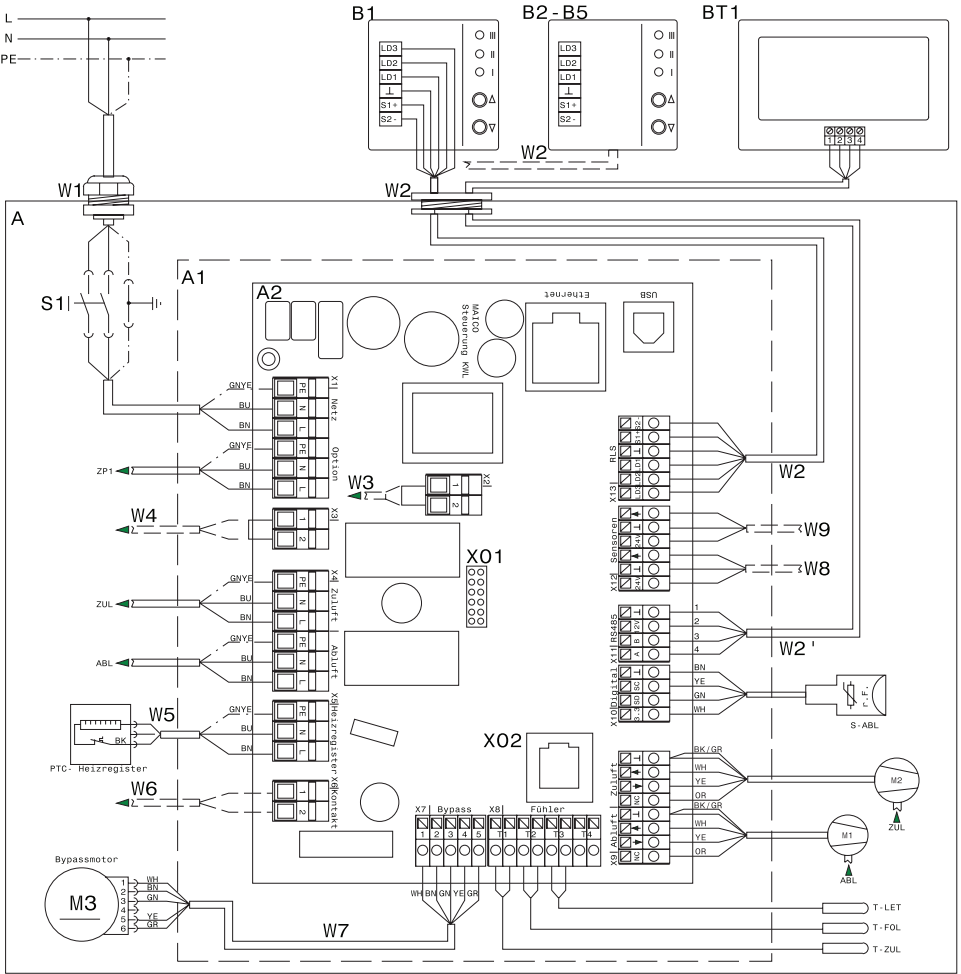 L
N
PE
B1
LD3
LD2
LD1
⊥
S1+
S2-
III
II
I
B2-B5
LD3
LD2
LD1
⊥
S1+
S2-
III
II
I
BT1
1 2 3 4
W2
W1
W2
A
A1
A2
S1
MAICO
Steuerung KWL
Ethernet
USB
X1 Netz
GNYE PE
BU N
BN L
Option
GNYE PE
BU N
BN L
ZP1
W3
X2
1
2
W4
X3
1
2
X01
X4 Zuluft
GNYE PE
BU N
BN L
ZUL
Abluft
GNYE PE
BU N
BN L
ABL
X5 Heizregister
GNYE PE
BU N
BN L
W5
BK
PTC- Heizregister
W6
X6 Kontakt
1
2
X02
X13 RLS
S2-
S1+
⊥
LD1
LD2
LD3
W2
Sensoren
⊥
24V
W9
X12
⊥
24V
W8
X11 RS485
⊥ 1
12V 2
B 3
A 4
W2'
X10 Digital
⊥ BN
SC YE
SD GN
3.3 WH
r.F.
S-ABL
Zuluft
⊥ BK/GR
WH
YE
NC OR
M2
ZUL
X9 Abluft
⊥ BK/GR
WH
YE
NC OR
M1
ABL
X7 Bypass
1 2 3 4 5
X8 Fühler
T1 T2 T3 T4
WH BN GN YE GR
Bypassmotor
M3
1 WH
2 BN
3 GN
4
5 YE
6 GR
W7
T-LET
T-FOL
T-ZUL